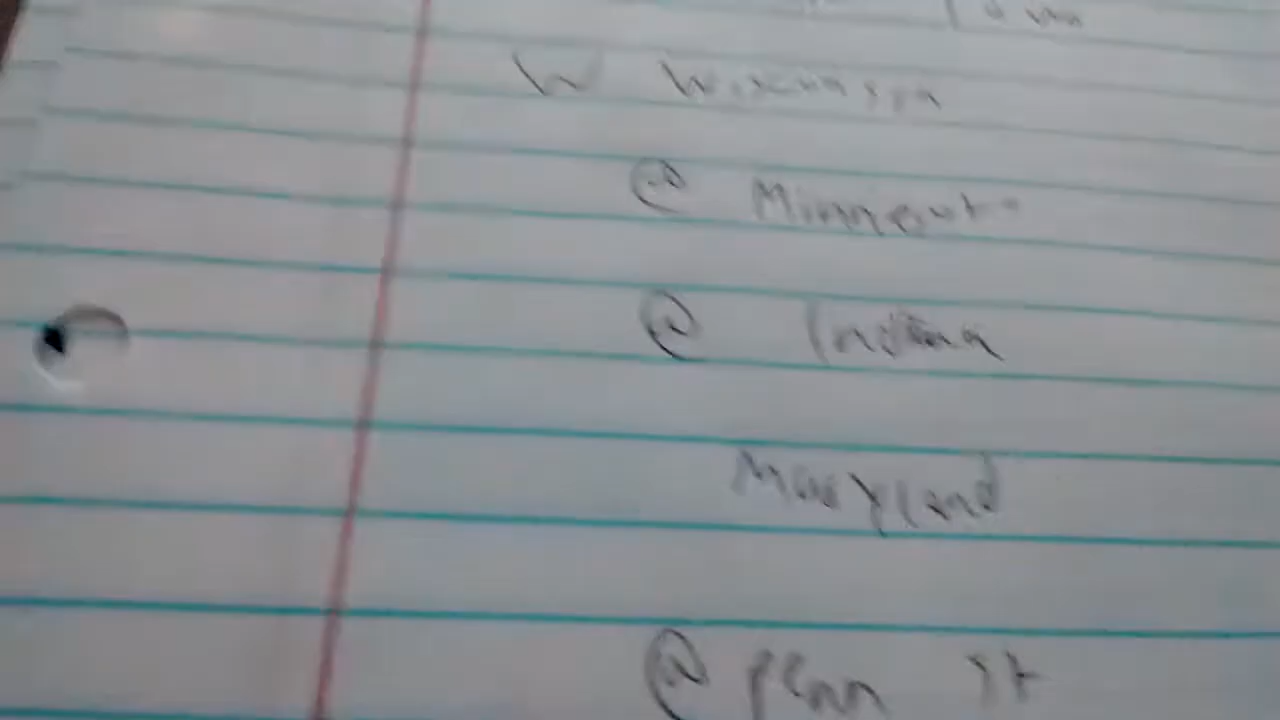 W Wisconsin
@ Minnesota
@ Indiana
Maryland
@ Penn St